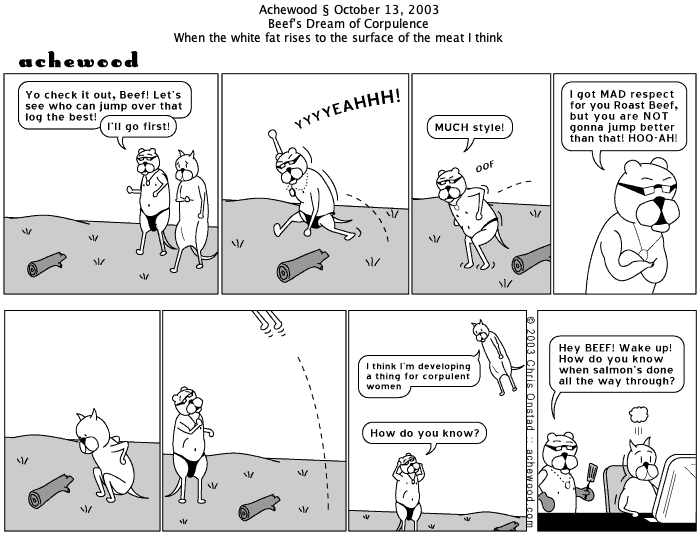 Achewood § October 13, 2003
Beef's Dream of Corpulence
When the white fat rises to the surface of the meat I think
achewood
Yo check it out, Beef! Let's
see who can jump over that
log the best!
I'll go first!
YYYYEAHHH!
MUCH style!
OOF
I got MAD respect
for you Roast Beef,
but you are NOT
gonna jump better
than that! HOO-AH!
I think I'm developing
a thing for corpulent
women
How do you know?
© 2003 Chris Onstad :: achewood.com
Hey BEEF! Wake up!
How do you know
when salmon's done
all the way through?